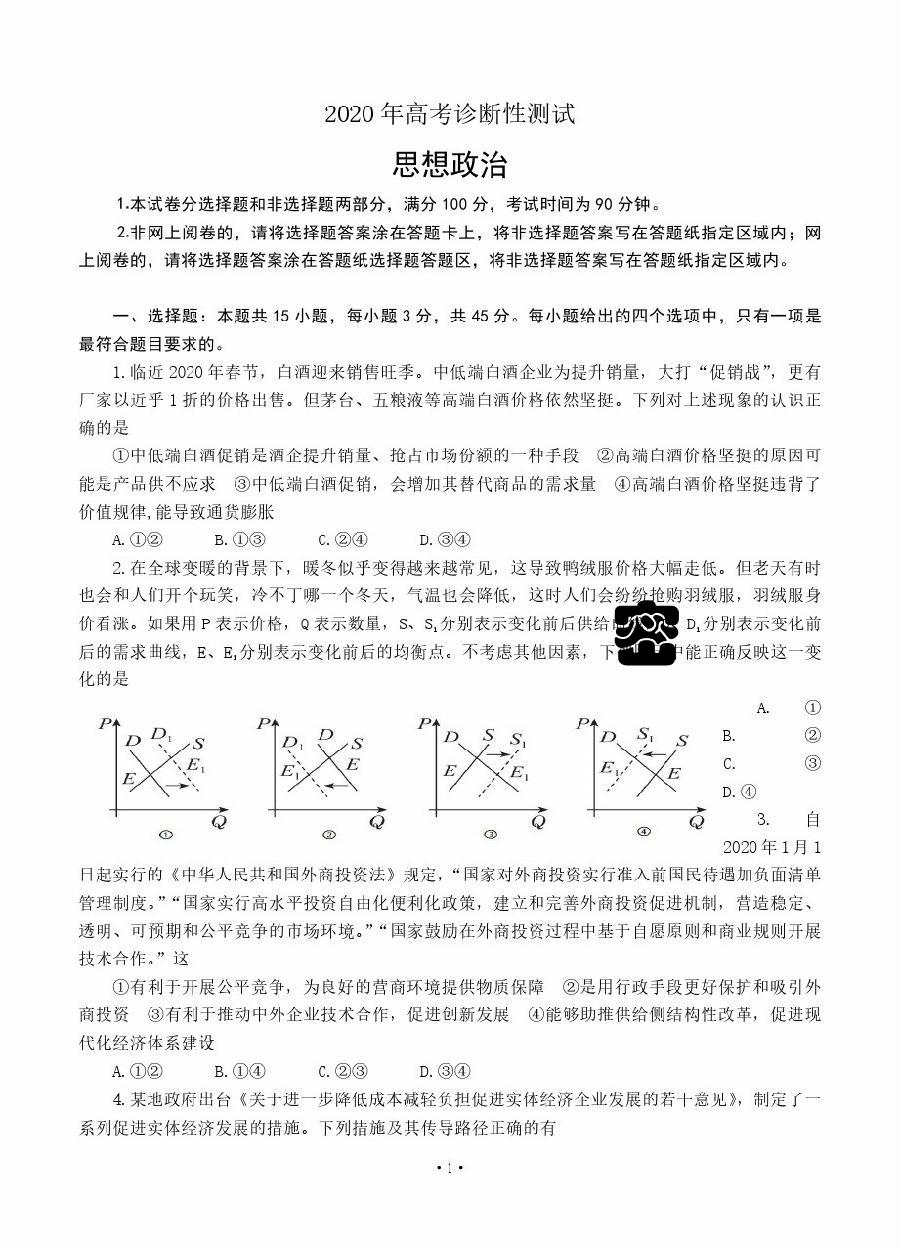 2020 年高考诊断性测试
思想政治
1.本试卷分选择题和非选择题两部分，满分 100 分，考试时间为 90 分钟。
2.非网上阅卷的，请将选择题答案涂在答题卡上，将非选择题答案写在答题纸指定区域内；网
上阅卷的，请将选择题答案涂在答题纸选择题答题区，将非选择题答案写在答题纸指定区域内。
一、选择题：本题共 15 小题，每小题 3 分，共 45 分。每小题给出的四个选项中，只有一项是
最符合题目要求的。
1.临近 2020 年春节，白酒迎来销售旺季。中低端白酒企业为提升销量，大打“促销战”，更有
厂家以近乎 1 折的价格出售。但茅台、五粮液等高端白酒价格依然坚挺。下列对上述现象的认识正
确的是
①中低端白酒促销是酒企提升销量、抢占市场份额的一种手段 ②高端白酒价格坚挺的原因可
能是产品供不应求 ③中低端白酒促销，会增加其替代商品的需求量 ④高端白酒价格坚挺违背了
价值规律,能导致通货膨胀
A.①② B.①③ C.②④ D.③④
2.在全球变暖的背景下，暖冬似乎变得越来越常见，这导致鸭绒服价格大幅走低。但老天有时
也会和人们开个玩笑，冷不丁哪一个冬天，气温也会降低，这时人们会纷纷抢购羽绒服，羽绒服身
价看涨。如果用 P 表示价格，Q 表示数量，S、S₁分别表示变化前后供给 D₁分别表示变化前
后的需求曲线，E、E₁分别表示变化前后的均衡点。不考虑其他因素，下 中能正确反映这一变
化的是
A. ①
B. ②
C. ③
D.④
P D D₁ S E E₁ Q ①
P D₁ D S E₁ E Q ②
P D S S₁ E E₁ Q ③
P D S₁ S E₁ E Q ④
3. 自
2020 年 1 月 1
日起实行的《中华人民共和国外商投资法》规定，“国家对外商投资实行准入前国民待遇加负面清单
管理制度。”“国家实行高水平投资自由化便利化政策，建立和完善外商投资促进机制，营造稳定、
透明、可预期和公平竞争的市场环境。”“国家鼓励在外商投资过程中基于自愿原则和商业规则开展
技术合作。”这
①有利于开展公平竞争，为良好的营商环境提供物质保障 ②是用行政手段更好保护和吸引外
商投资 ③有利于推动中外企业技术合作，促进创新发展 ④能够助推供给侧结构性改革，促进现
代化经济体系建设
A.①② B.①④ C.②③ D.③④
4.某地政府出台《关于进一步降低成本减轻负担促进实体经济企业发展的若干意见》，制定了一
系列促进实体经济发展的措施。下列措施及其传导路径正确的有
·1·